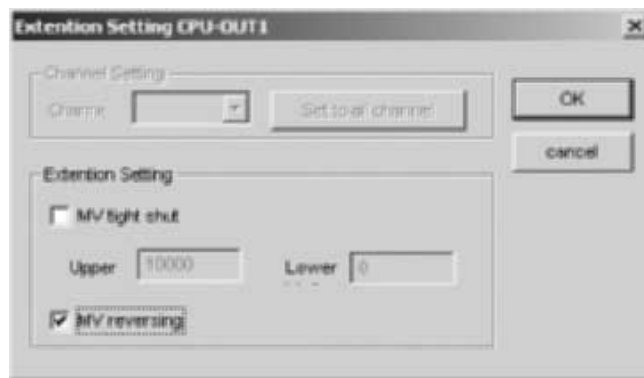 Extention Setting CPU-OUT1
Channel Setting
Channe
Set to all channel
OK
cancel
Extention Setting
MV tight shut
Upper 10000 Lower 0
MV reversing